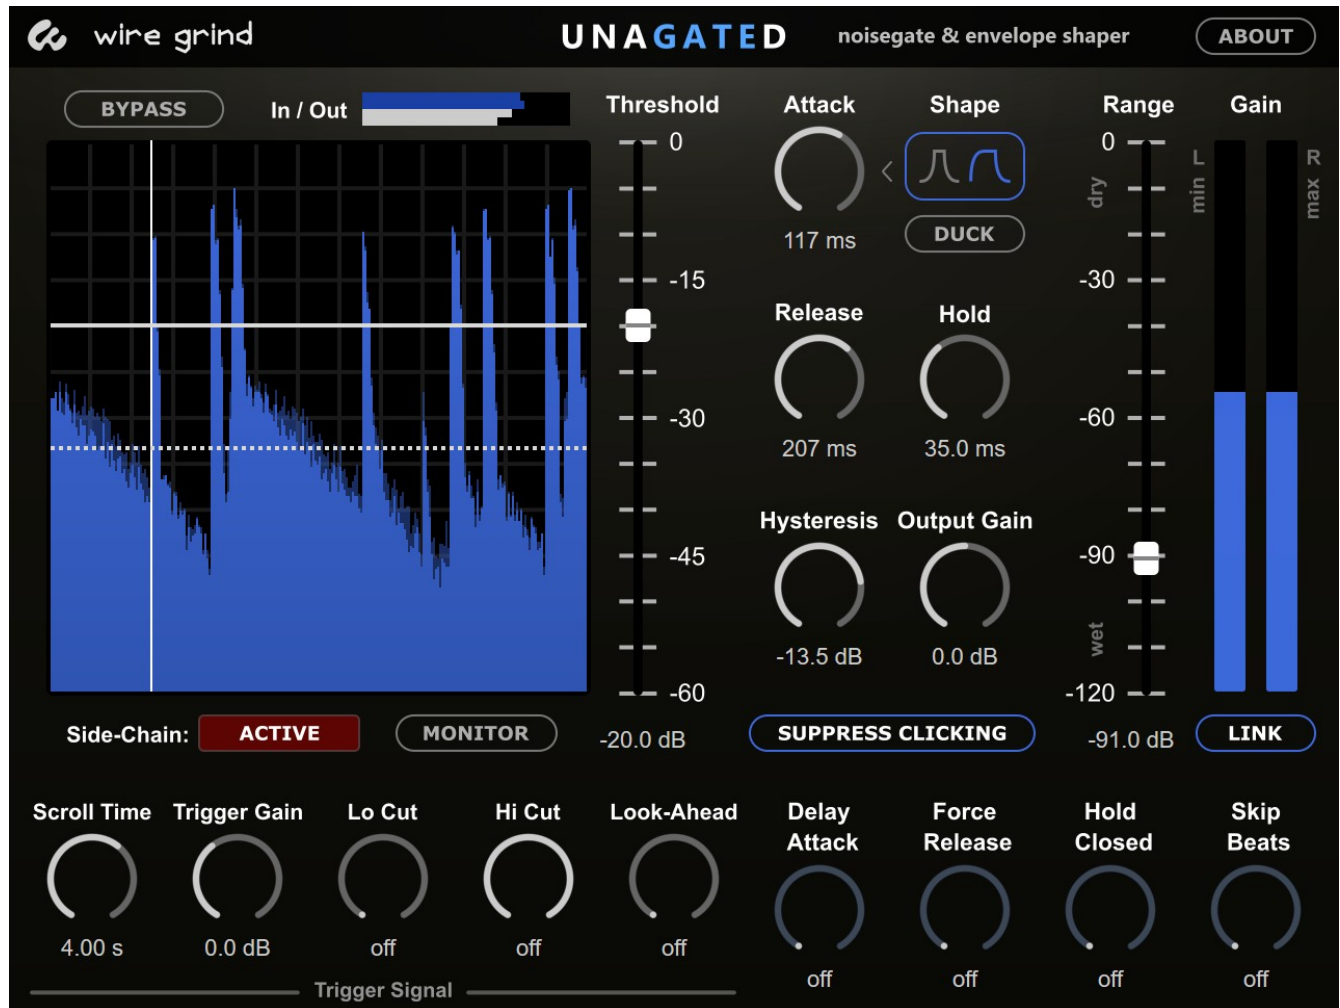 wire grind
UNAGATED
noisegate & envelope shaper
ABOUT
BYPASS
In / Out
Threshold
Attack
Shape
Range
Gain
0
-15
-30
-45
-60
-20.0 dB
117 ms
DUCK
Release
Hold
207 ms
35.0 ms
Hysteresis
Output Gain
-13.5 dB
0.0 dB
SUPPRESS CLICKING
0
dry
-30
-60
-90
wet
-120
-91.0 dB
L
min
R
max
LINK
Side-Chain:
ACTIVE
MONITOR
Scroll Time
Trigger Gain
Lo Cut
Hi Cut
Look-Ahead
4.00 s
0.0 dB
off
off
off
Trigger Signal
Delay
Attack
Force
Release
Hold
Closed
Skip
Beats
off
off
off
off